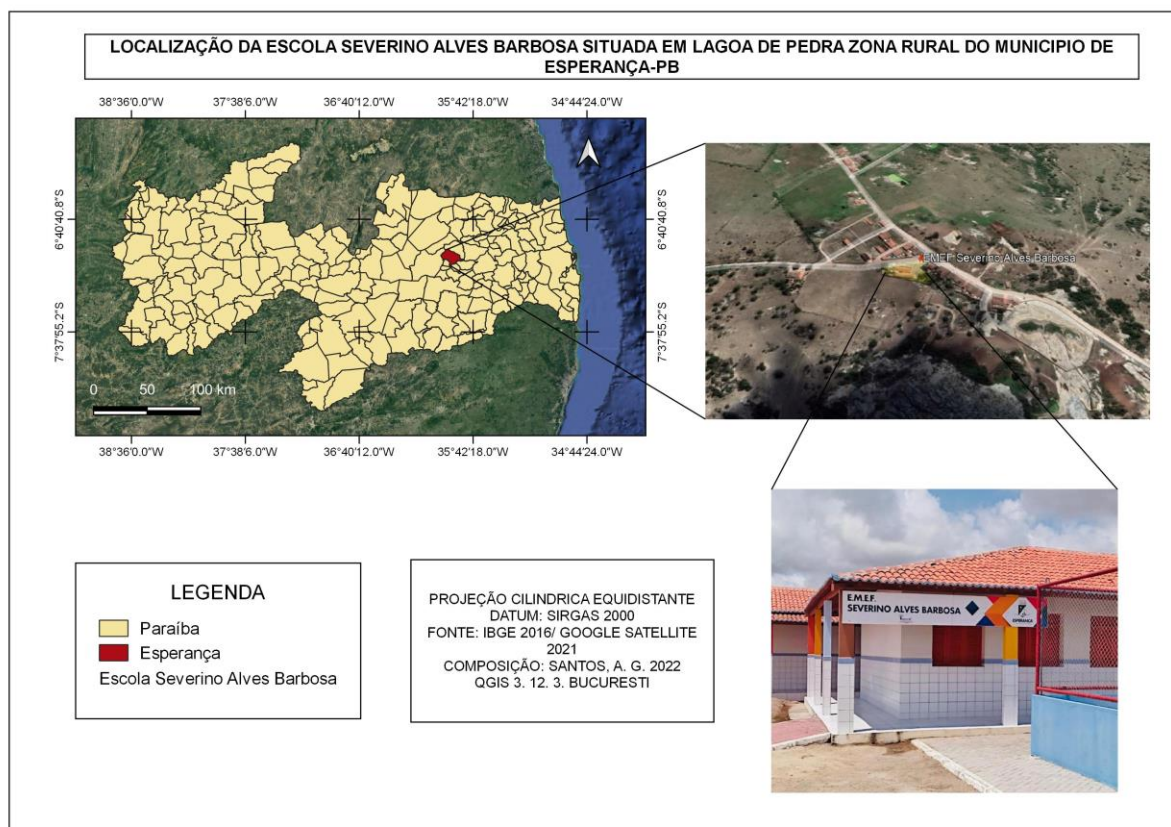 LOCALIZAÇÃO DA ESCOLA SEVERINO ALVES BARBOSA SITUADA EM LAGOA DE PEDRA ZONA RURAL DO MUNICIPIO DE
ESPERANÇA-PB
38°36'0.0"W 37°38'6.0"W 36°40'12.0"W 35°42'18.0"W 34°44'24.0"W
6°40'40.8"S
7°37'55.2"S
6°40'40.8"S
7°37'55.2"S
0 50 100 km
38°36'0.0"W 37°38'6.0"W 36°40'12.0"W 35°42'18.0"W 34°44'24.0"W
EMEF Severino Alves Barbosa
LEGENDA
Paraíba
Esperança
Escola Severino Alves Barbosa
PROJEÇÃO CILINDRICA EQUIDISTANTE
DATUM: SIRGAS 2000
FONTE: IBGE 2016/ GOOGLE SATELLITE
2021
COMPOSIÇÃO: SANTOS, A. G. 2022
QGIS 3. 12. 3. BUCURESTI
E.M.E.F.
SEVERINO ALVES BARBOSA
ESPERANÇA